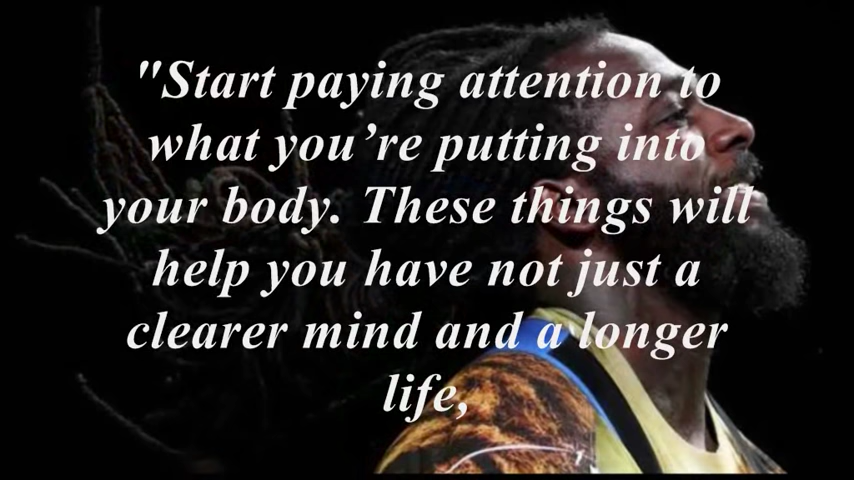 "Start paying attention to
what you’re putting into
your body. These things will
help you have not just a
clearer mind and a longer
life,